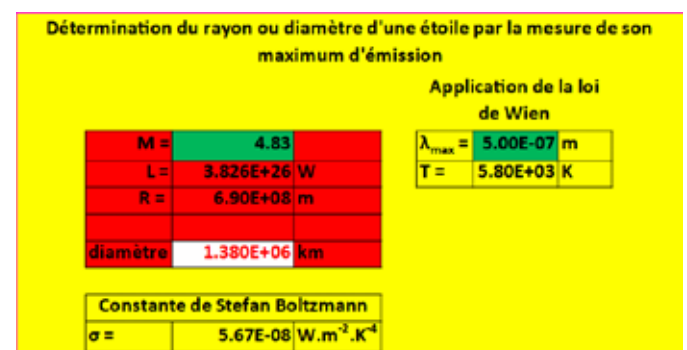 Détermination du rayon ou diamètre d'une étoile par la mesure de son
maximum d'émission
Application de la loi
de Wien
M = 4.83
L = 3.826E+26 W
R = 6.90E+08 m
diamètre 1.380E+06 km
λmax = 5.00E-07 m
T = 5.80E+03 K
Constante de Stefan Boltzmann
σ = 5.67E-08 W.m⁻².K⁻⁴